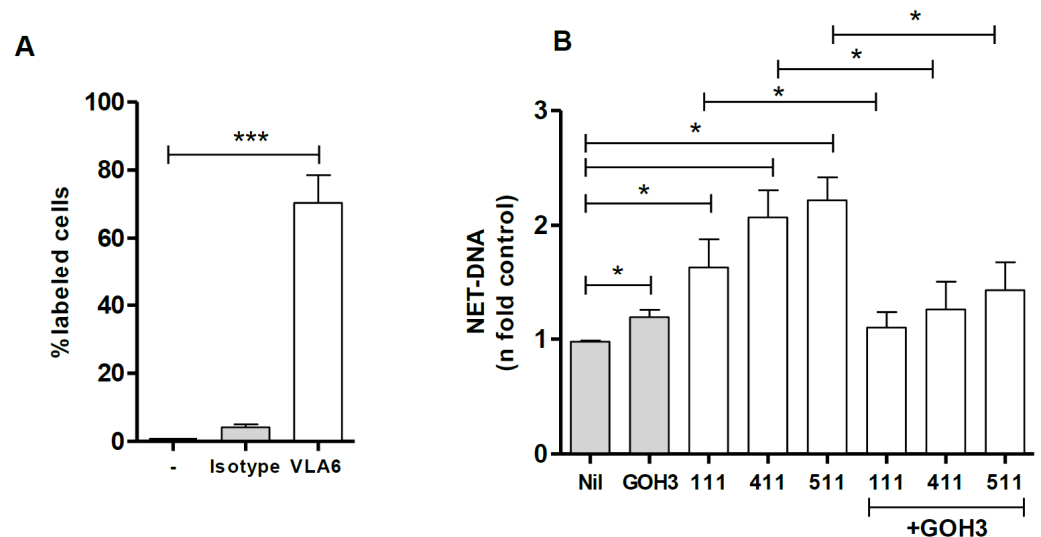 A
% labeled cells
100
80
60
40
20
0
***
-
Isotype
VLA6
B
NET-DNA
(n fold control)
3
2
1
0
*
*
*
*
*
*
*
Nil
GOH3
111
411
511
111
411
511
+GOH3